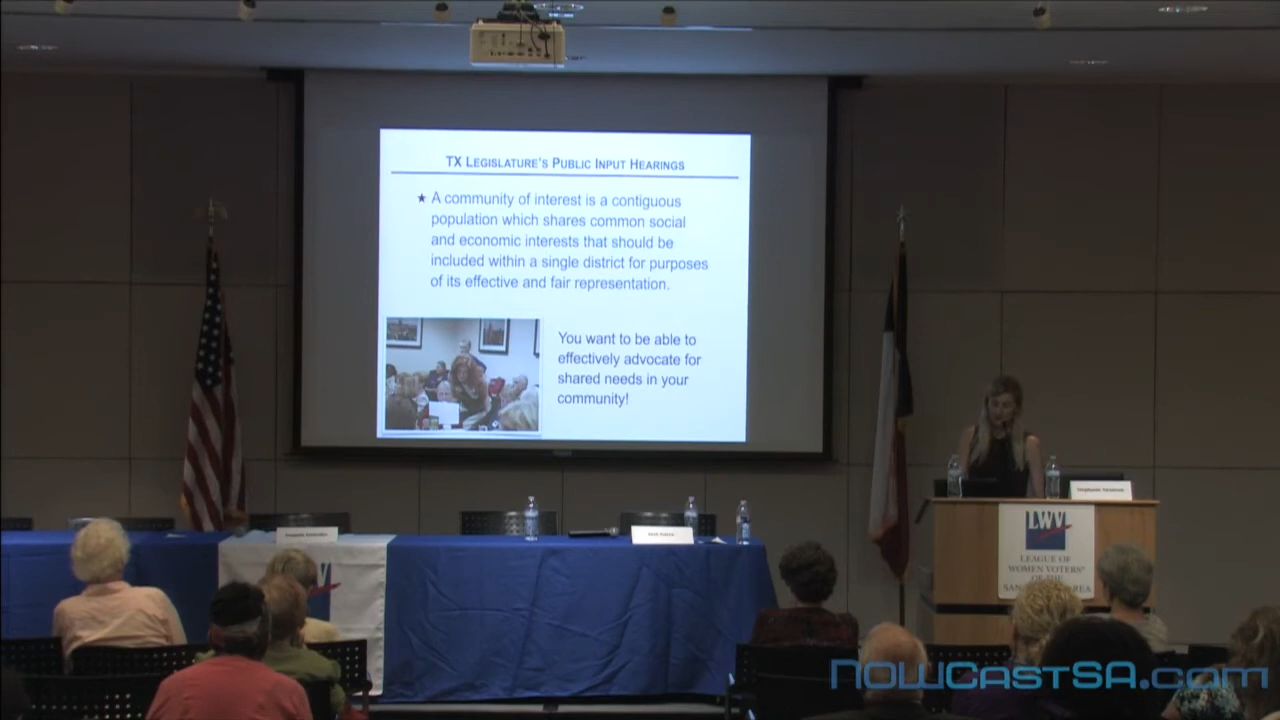 TX LEGISLATURE'S PUBLIC INPUT HEARINGS
★ A community of interest is a contiguous
population which shares common social
and economic interests that should be
included within a single district for purposes
of its effective and fair representation.
You want to be able to
effectively advocate for
shared needs in your
community!
LWV
LEAGUE OF
WOMEN VOTERS®
OF THE
SAN
AREA
NOWCASTSA.com